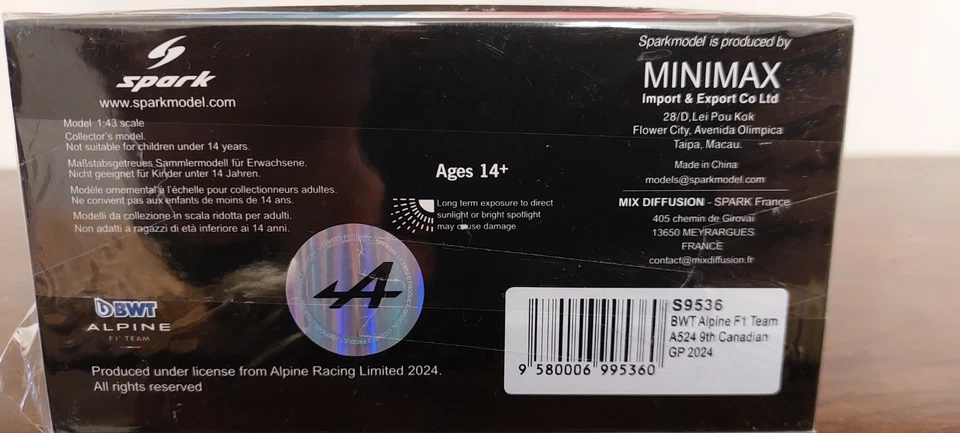 spark
www.sparkmodel.com
Model 1:43 scale
Collector's model.
Not suitable for children under 14 years.
Maßstabsgetreues Sammlermodell für Erwachsene.
Nicht geeignet für Kinder unter 14 Jahren.
Modèle ornemental à l'échelle pour collectionneurs adultes.
Ne convient pas aux enfants de moins de 14 ans.
Modelli da collezione in scala ridotta per adulti.
Non adatti a ragazzi di età inferiore ai 14 anni.
BWT
ALPINE
F1 TEAM
Produced under license from Alpine Racing Limited 2024.
All rights reserved
Ages 14+
Long term exposure to direct
sunlight or bright spotlight
may cause damage
A
Sparkmodel is produced by
MINIMAX
Import & Export Co Ltd
28/D,Lei Pou Kok
Flower City, Avenida Olimpica
Taipa, Macau.
Made in China
models@sparkmodel.com
MIX DIFFUSION - SPARK France
405 chemin de Girovai
13650 MEYRARGUES
FRANCE
contact@mixdiffusion.fr
S9536
BWT Alpine F1 Team
A524 9th Canadian
GP 2024
9 580006 995360